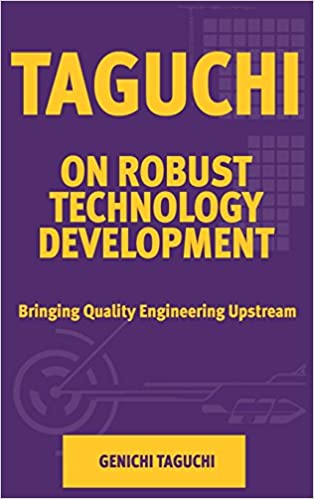 TAGUCHI
ON ROBUST
TECHNOLOGY
DEVELOPMENT
Bringing Quality Engineering Upstream
GENICHI TAGUCHI